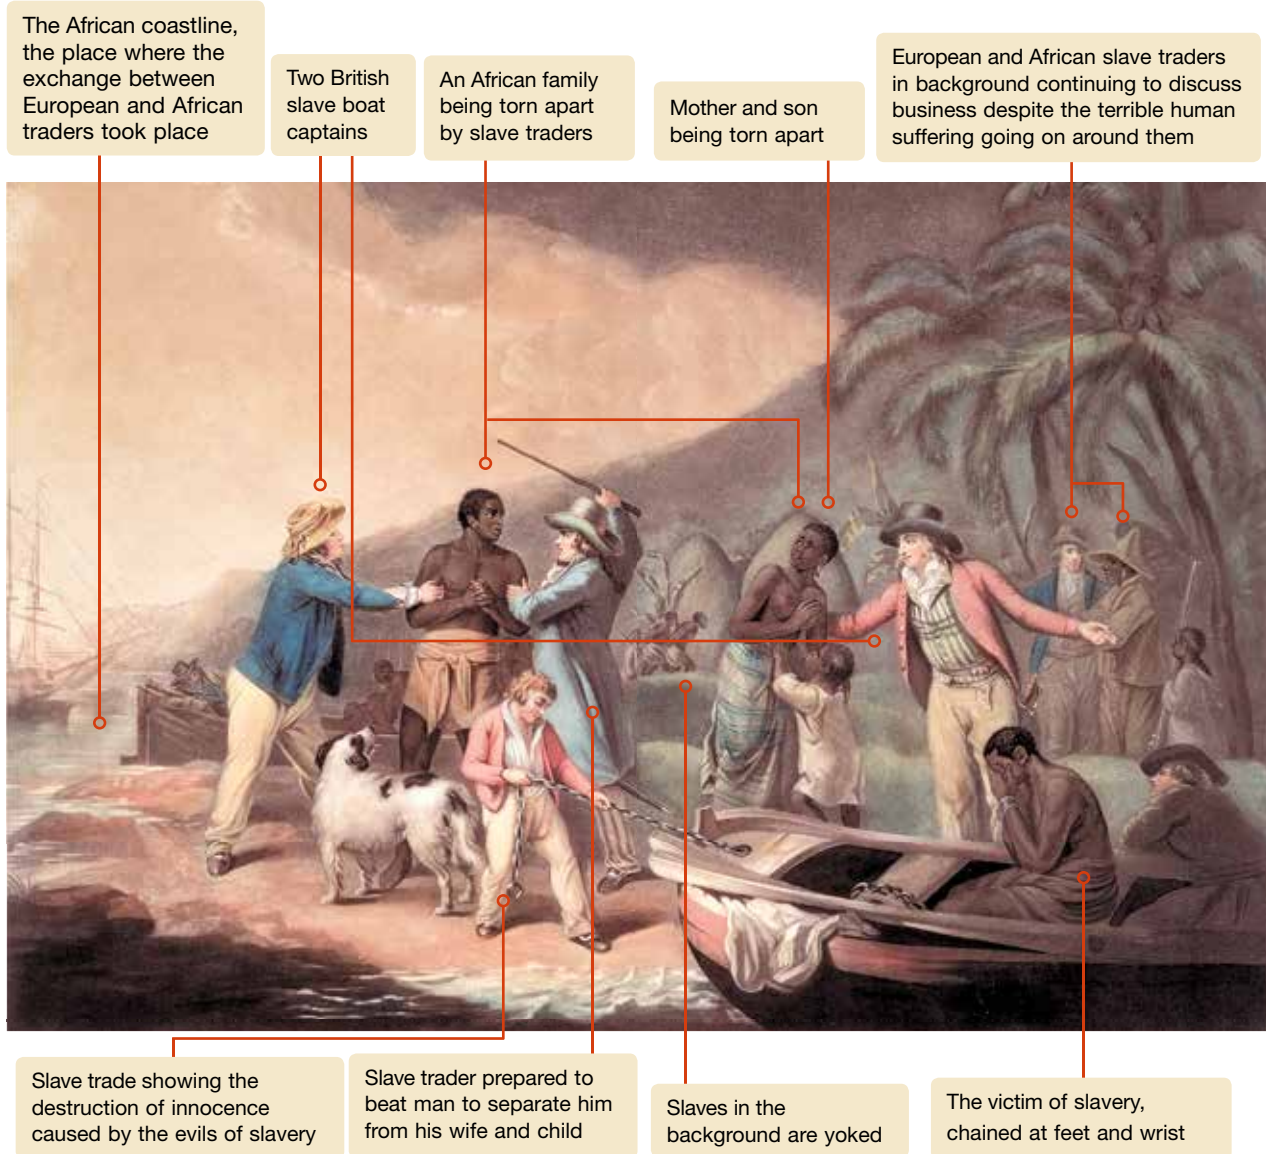 The African coastline,
the place where the
exchange between
European and African
traders took place
Two British
slave boat
captains
An African family
being torn apart
by slave traders
Mother and son
being torn apart
European and African slave traders
in background continuing to discuss
business despite the terrible human
suffering going on around them
Slave trade showing the
destruction of innocence
caused by the evils of slavery
Slave trader prepared to
beat man to separate him
from his wife and child
Slaves in the
background are yoked
The victim of slavery,
chained at feet and wrist